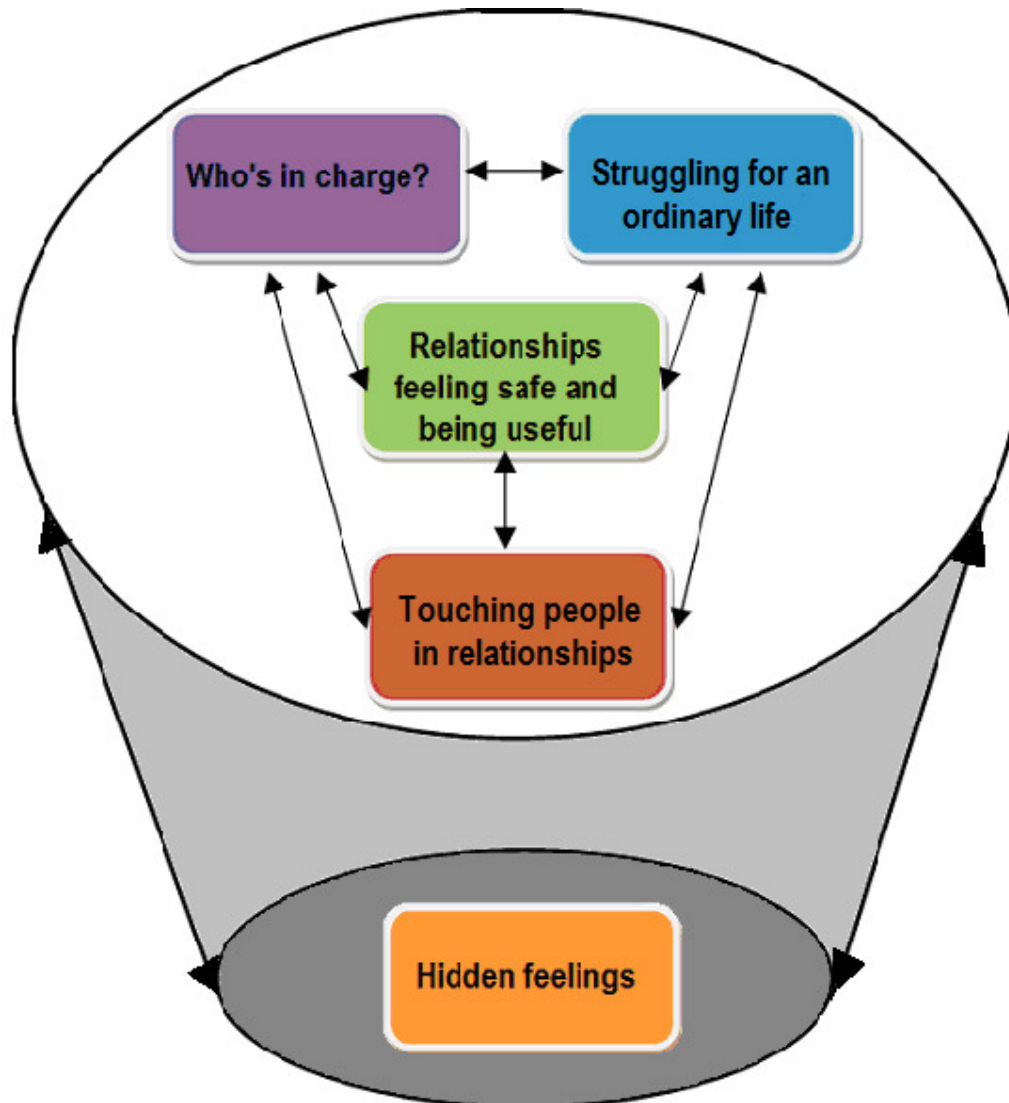 Who's in charge?
Struggling for an
ordinary life
Relationships
feeling safe and
being useful
Touching people
in relationships
Hidden feelings